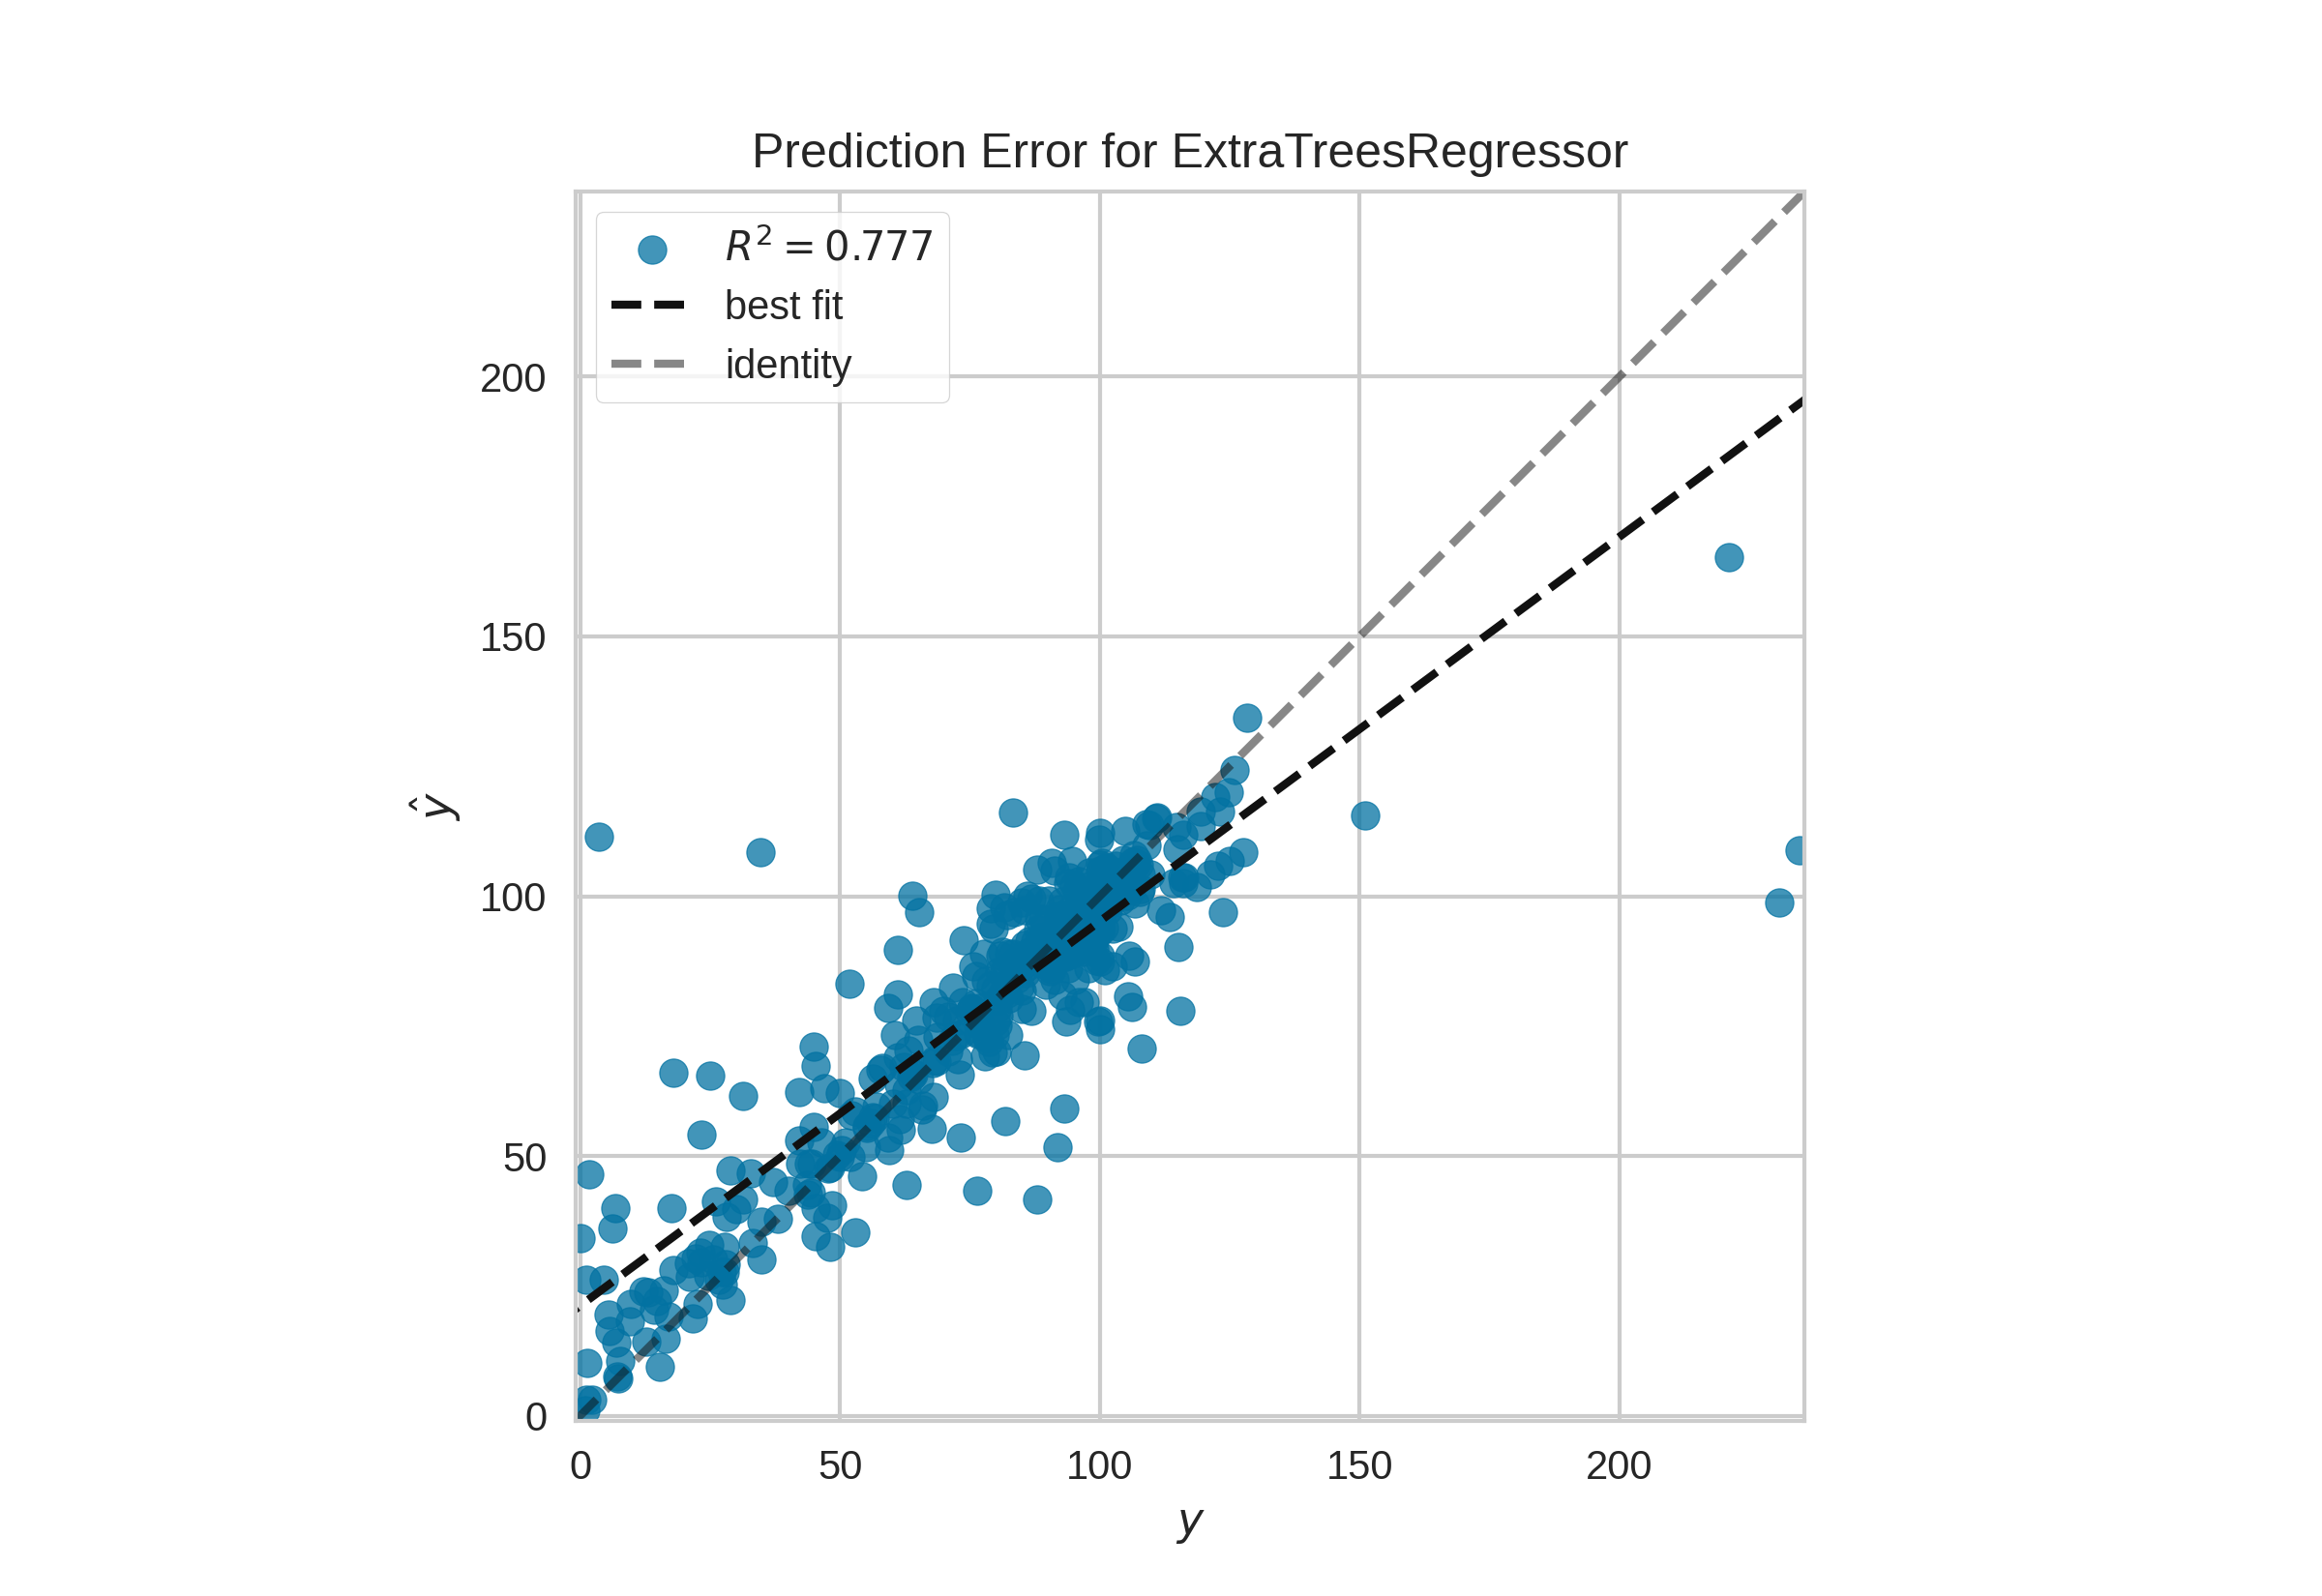 Prediction Error for ExtraTreesRegressor
R² = 0.777
best fit
identity
200
150
100
50
0
ŷ
0 50 100 150 200
y